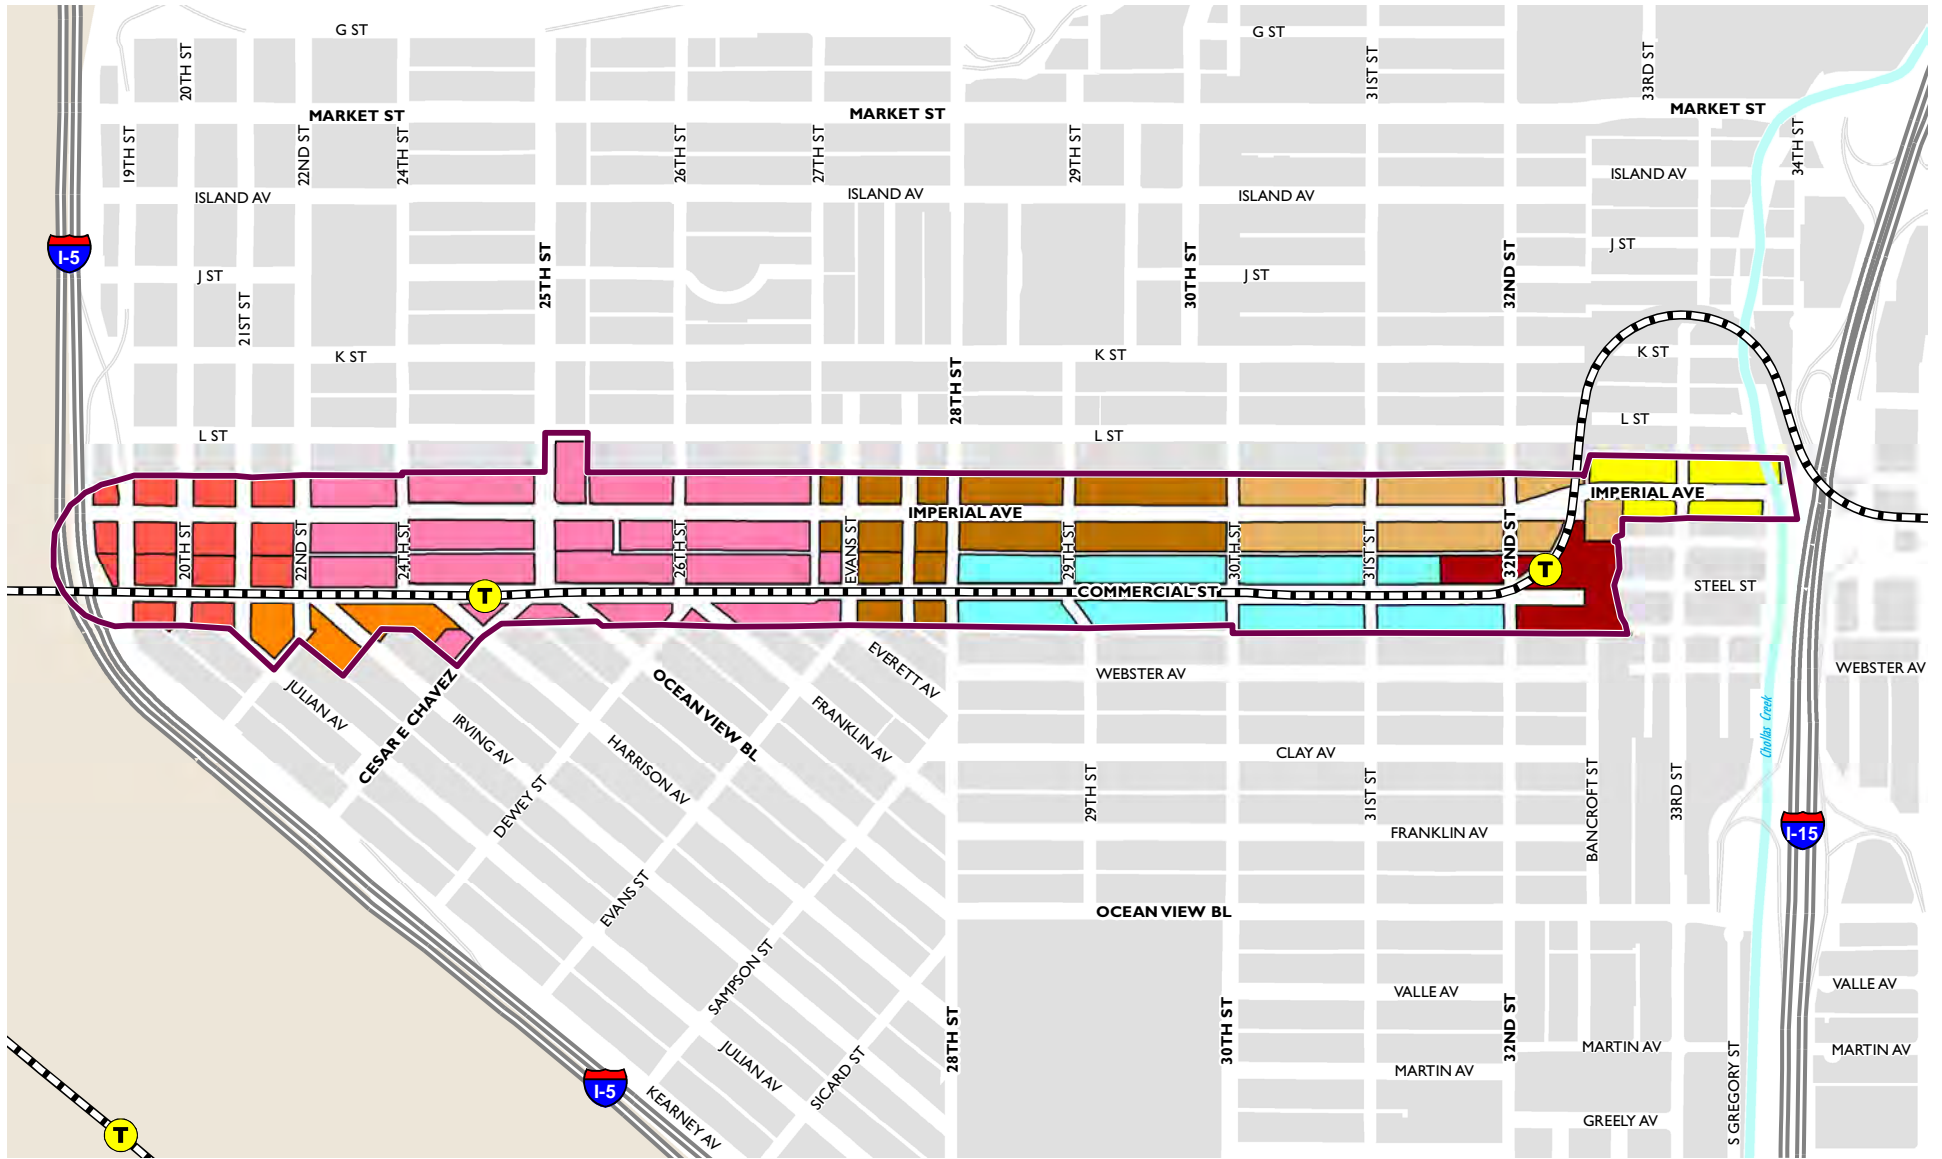 G ST
G ST
20TH ST
31ST ST
33RD ST
MARKET ST
MARKET ST
MARKET ST
19TH ST
22ND ST
24TH ST
26TH ST
27TH ST
29TH ST
34TH ST
ISLAND AV
ISLAND AV
ISLAND AV
ISLAND AV
I-5
J ST
J ST
J ST
21ST ST
25TH ST
30TH ST
32ND ST
K ST
K ST
K ST
28TH ST
L ST
L ST
L ST
IMPERIAL AVE
IMPERIAL AVE
20TH ST
22ND ST
24TH ST
26TH ST
EVANS ST
29TH ST
30TH ST
31ST ST
32ND ST
T
T
COMMERCIAL ST
STEEL ST
WEBSTER AV
WEBSTER AV
EVERETT AV
JULIAN AV
CESAR E CHAVEZ
IRVING AV
OCEAN VIEW BL
FRANKLIN AV
HARRISON AV
DEWEY ST
CLAY AV
Chollas Creek
29TH ST
31ST ST
BANCROFT ST
33RD ST
FRANKLIN AV
I-15
EVANS ST
OCEAN VIEW BL
SAMPSON ST
VALLE AV
VALLE AV
28TH ST
30TH ST
32ND ST
MARTIN AV
MARTIN AV
MARTIN AV
JULIAN AV
SICARD ST
S GREGORY ST
I-5
KEARNEY AV
GREELY AV
T